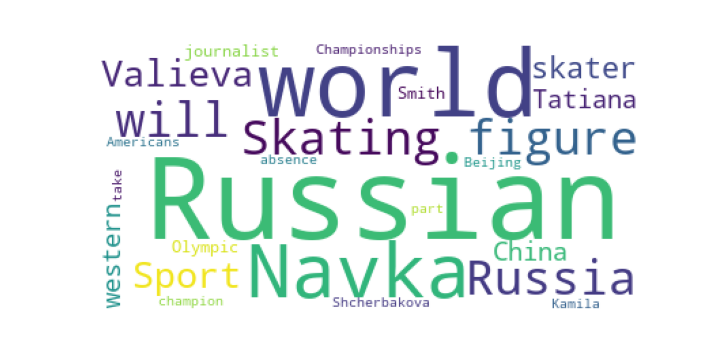 journalist Championships
Valieva world skater
Smith Tatiana
will Skating figure
Americans absence Beijing
take Russian
part
western Olympic China
Sport Navka Russia
champion Shcherbakova Kamila